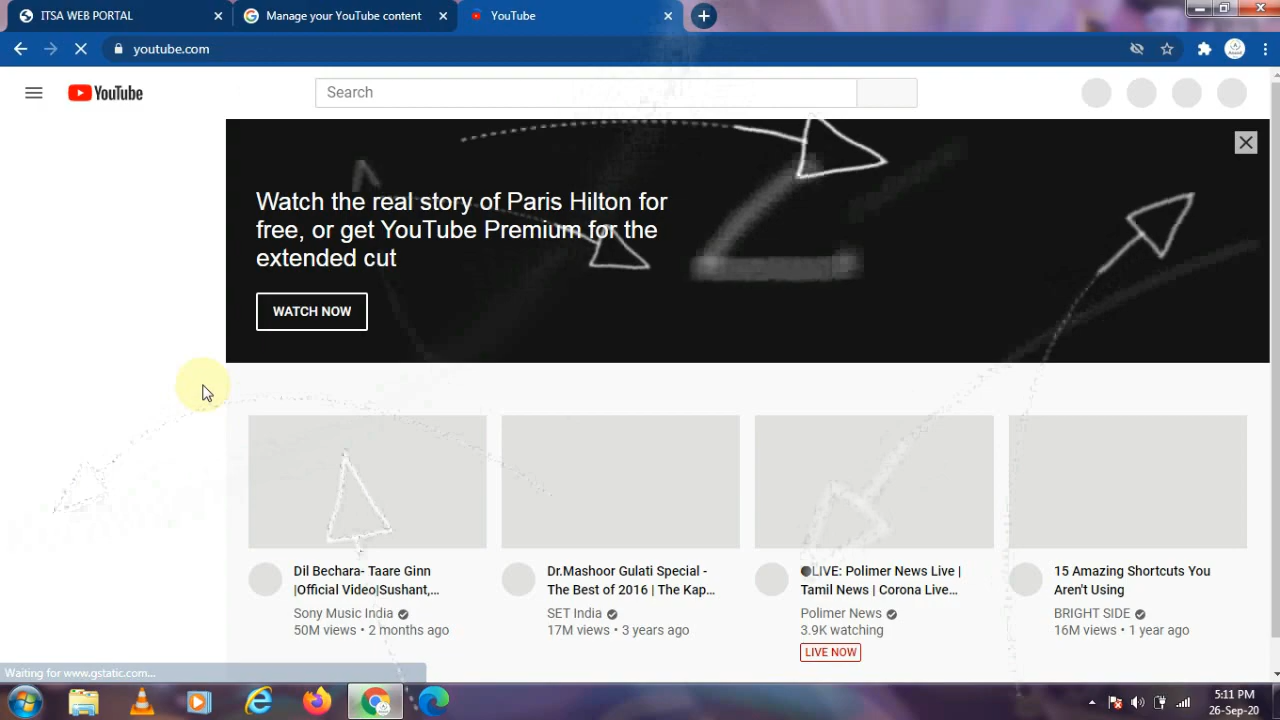 ITSA WEB PORTAL
Manage your YouTube content
YouTube
youtube.com
YouTube
Search
Watch the real story of Paris Hilton for
free, or get YouTube Premium for the
extended cut
WATCH NOW
Dil Bechara- Taare Ginn
|Official Video|Sushant,...
Sony Music India
50M views • 2 months ago
Dr.Mashoor Gulati Special -
The Best of 2016 | The Kap...
SET India
17M views • 3 years ago
LIVE: Polimer News Live |
Tamil News | Corona Live...
Polimer News
3.9K watching
LIVE NOW
15 Amazing Shortcuts You
Aren't Using
BRIGHT SIDE
16M views • 1 year ago
Waiting for www.gstatic.com...
5:11 PM
26-Sep-20